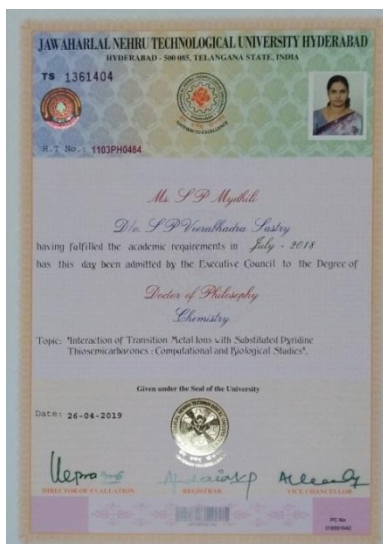 JAWAHARLAL NEHRU TECHNOLOGICAL UNIVERSITY HYDERABAD
HYDERABAD - 500 085, TELANGANA STATE, INDIA
TS 1361404
H.T No.: 1103PH0464
Ms S P Mydhili
D/o. S P Veerabhadra Sastry
having fulfilled the academic requirements in July - 2018
has this day been admitted by the Executive Council to the Degree of
Doctor of Philosophy
Chemistry
Topic: "Interaction of Transition Metal Ions with Substituted Pyridine
Thiosemicarbazones : Computational and Biological Studies".
Given under the Seal of the University
Date: 26-04-2019
DIRECTOR OF EVALUATION REGISTRAR VICE CHANCELLOR
PC No